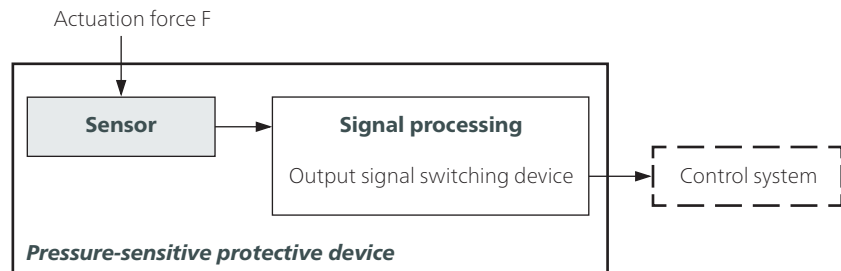 Actuation force F
Sensor
Signal processing
Output signal switching device
Control system
Pressure-sensitive protective device